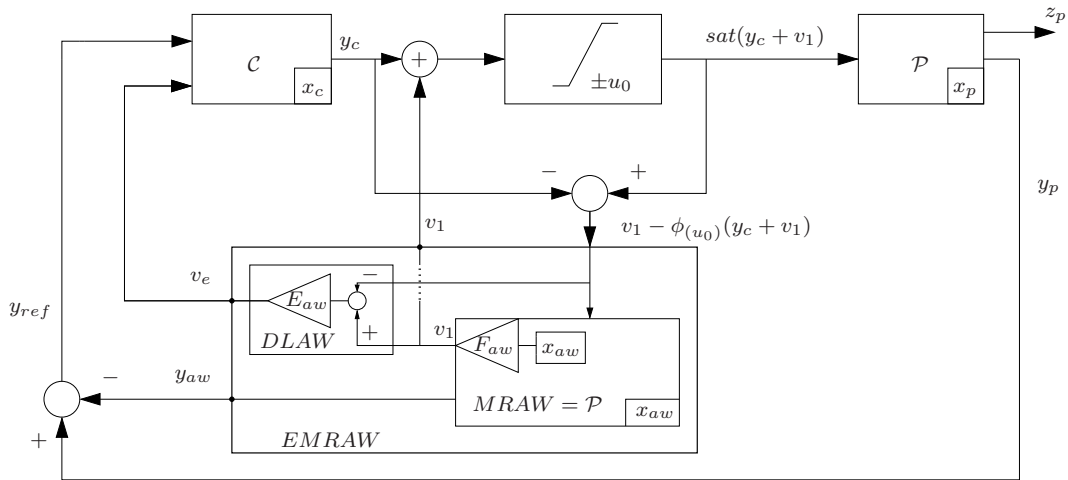 z_p
y_c
sat(y_c + v_1)
C
+
P
±u_0
x_c
x_p
−
+
y_p
v_1
v_1 − ϕ_(u_0)(y_c + v_1)
v_e
−
E_aw
y_ref
+
v_1
F_aw
x_aw
DLAW
−
y_aw
MRAW = P
x_aw
+
EMRAW